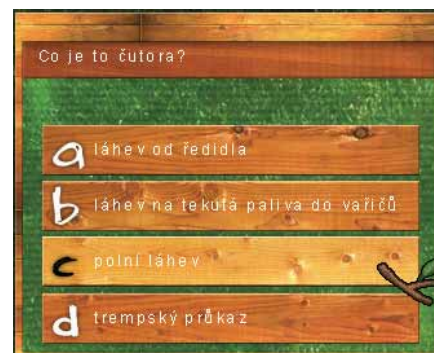 Co je to čutora?
a láhev od ředidla
b láhev na tekutá paliva do vařičů
c polní láhev
d trempský průkaz